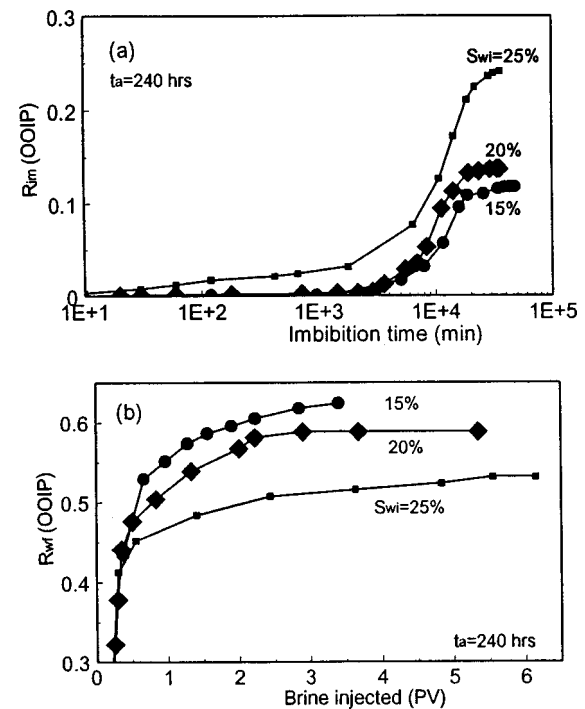 0.3
(a)
Swi=25%
ta=240 hrs
0.2
Rim (OOIP)
20%
0.1
15%
0
1E+1 1E+2 1E+3 1E+4 1E+5
Imbibition time (min)
(b)
15%
0.6
20%
Rwf (OOIP)
0.5
Swi=25%
0.4
ta=240 hrs
0.3
0 1 2 3 4 5 6
Brine injected (PV)